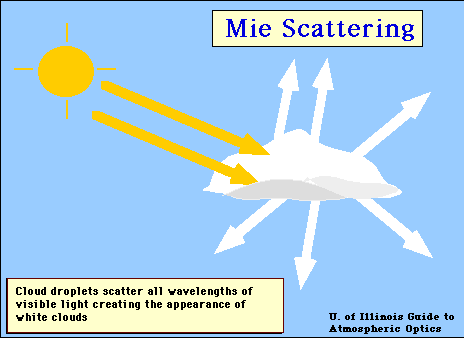 Mie Scattering
Cloud droplets scatter all wavelengths of
visible light creating the appearance of
white clouds
U. of Illinois Guide to
Atmospheric Optics